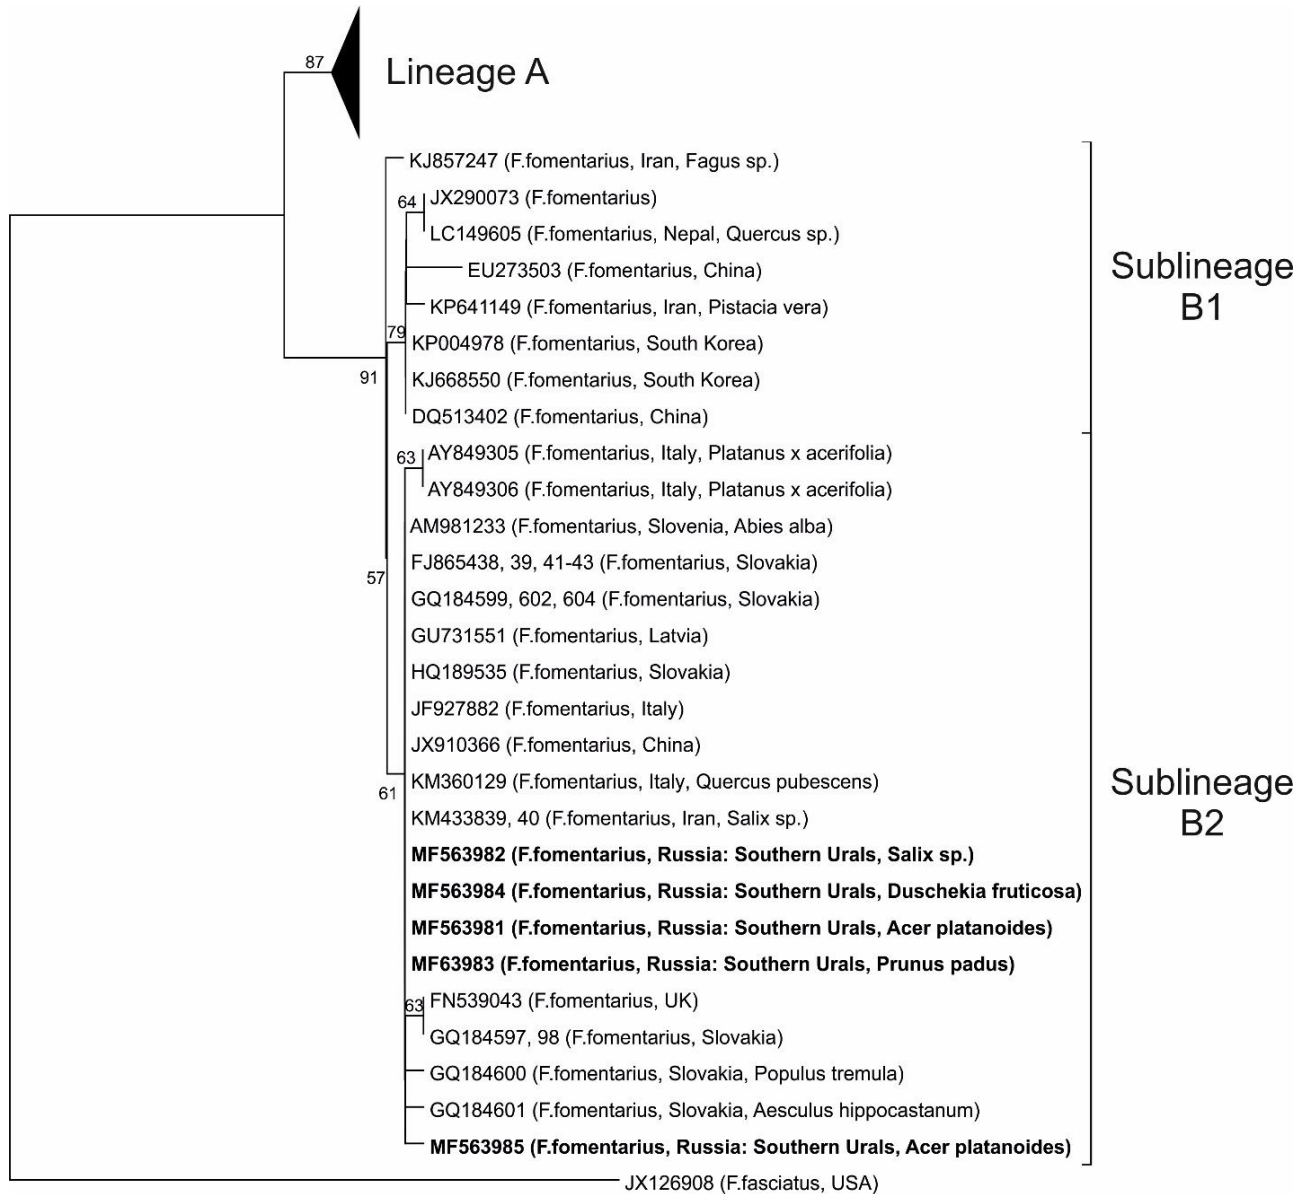 87
Lineage A
KJ857247 (F.fomentarius, Iran, Fagus sp.)
64
JX290073 (F.fomentarius)
LC149605 (F.fomentarius, Nepal, Quercus sp.)
EU273503 (F.fomentarius, China)
Sublineage
B1
KP641149 (F.fomentarius, Iran, Pistacia vera)
79
KP004978 (F.fomentarius, South Korea)
91
KJ668550 (F.fomentarius, South Korea)
DQ513402 (F.fomentarius, China)
63
AY849305 (F.fomentarius, Italy, Platanus x acerifolia)
AY849306 (F.fomentarius, Italy, Platanus x acerifolia)
AM981233 (F.fomentarius, Slovenia, Abies alba)
FJ865438, 39, 41-43 (F.fomentarius, Slovakia)
57
GQ184599, 602, 604 (F.fomentarius, Slovakia)
GU731551 (F.fomentarius, Latvia)
HQ189535 (F.fomentarius, Slovakia)
JF927882 (F.fomentarius, Italy)
JX910366 (F.fomentarius, China)
KM360129 (F.fomentarius, Italy, Quercus pubescens)
Sublineage
B2
61
KM433839, 40 (F.fomentarius, Iran, Salix sp.)
MF563982 (F.fomentarius, Russia: Southern Urals, Salix sp.)
MF563984 (F.fomentarius, Russia: Southern Urals, Duschekia fruticosa)
MF563981 (F.fomentarius, Russia: Southern Urals, Acer platanoides)
MF63983 (F.fomentarius, Russia: Southern Urals, Prunus padus)
63
FN539043 (F.fomentarius, UK)
GQ184597, 98 (F.fomentarius, Slovakia)
GQ184600 (F.fomentarius, Slovakia, Populus tremula)
GQ184601 (F.fomentarius, Slovakia, Aesculus hippocastanum)
MF563985 (F.fomentarius, Russia: Southern Urals, Acer platanoides)
JX126908 (F.fasciatus, USA)